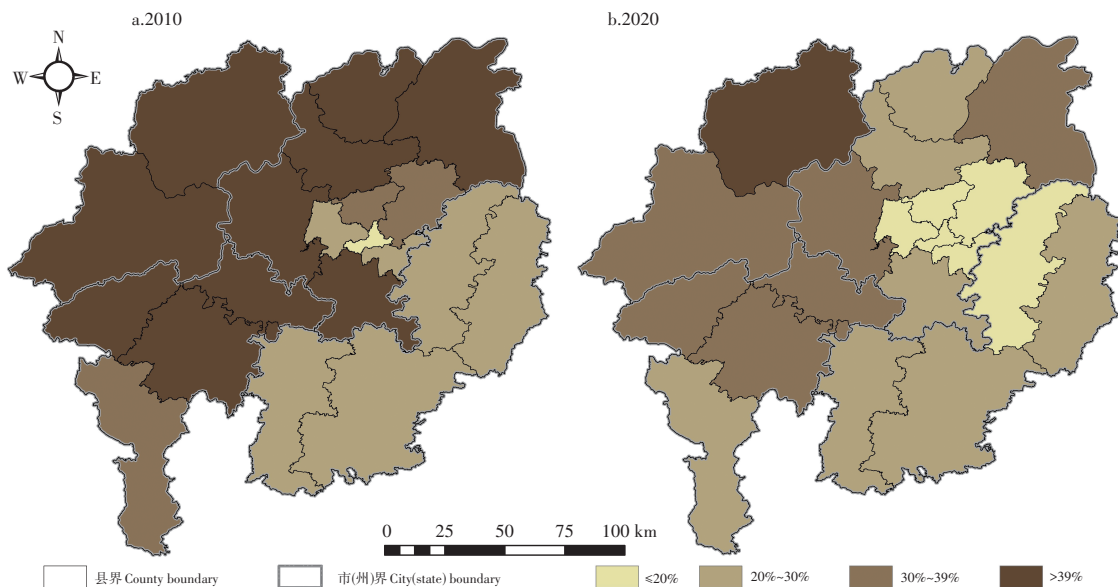 a.2010
b.2020
N
W E
S
0 25 50 75 100 km
县界 County boundary
市(州)界 City(state) boundary
≤20%
20%~30%
30%~39%
>39%